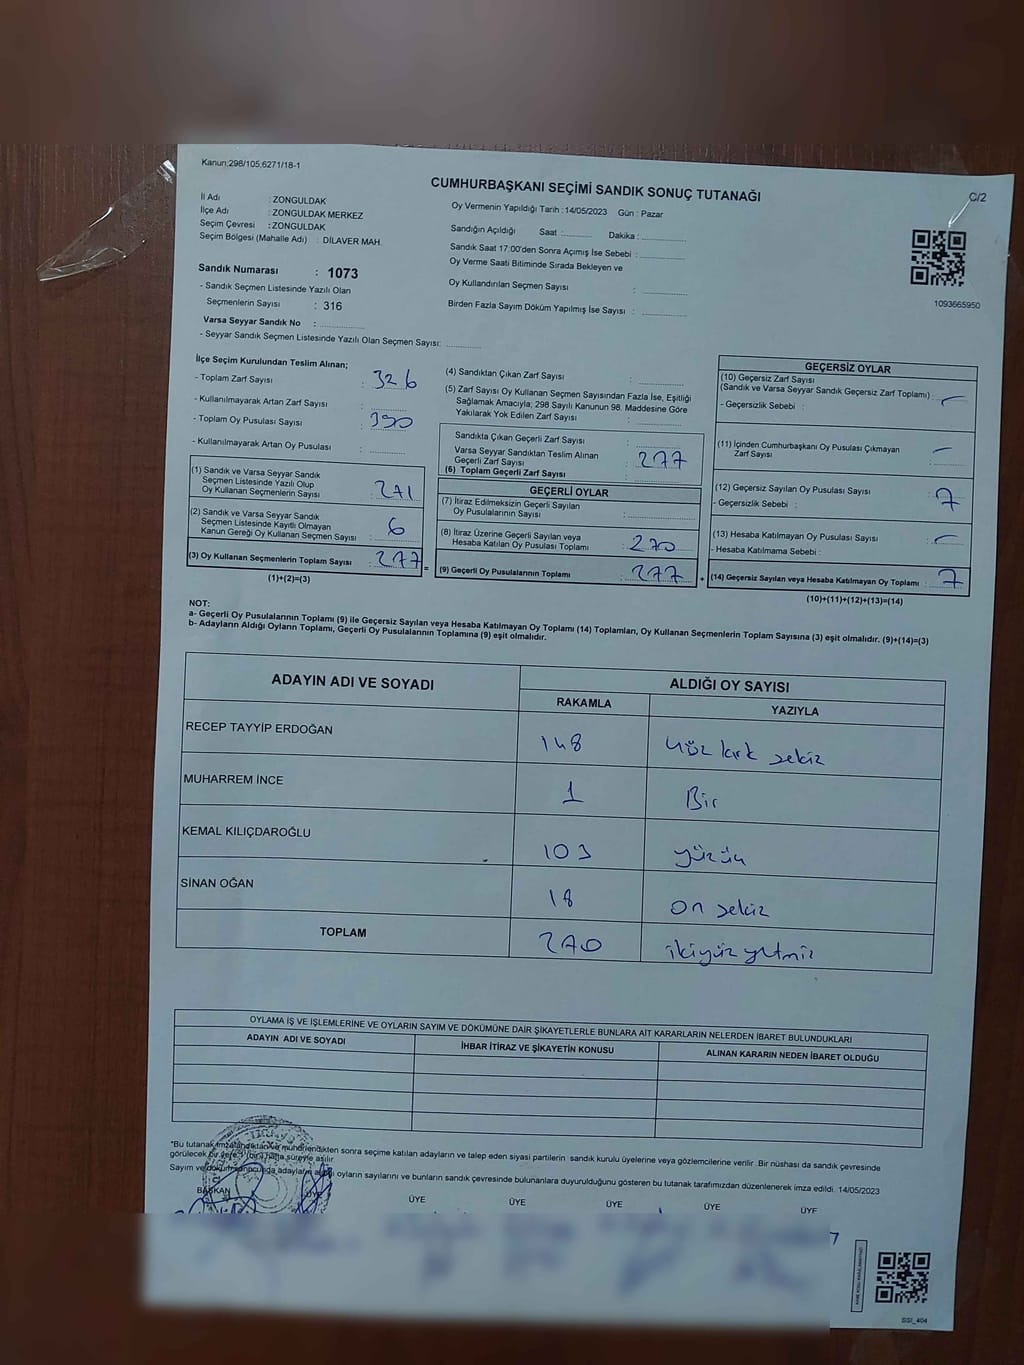 Kanun:298/105,6271/18-1
CUMHURBAŞKANI SEÇİMİ SANDIK SONUÇ TUTANAĞI
C/2
İl Adı : ZONGULDAK
İlçe Adı : ZONGULDAK MERKEZ
Seçim Çevresi : ZONGULDAK
Seçim Bölgesi (Mahalle Adı) : DİLAVER MAH.
Oy Vermenin Yapıldığı Tarih : 14/05/2023 Gün : Pazar
Sandığın Açıldığı Saat : Dakika :
Sandık Saat 17:00'den Sonra Açımış İse Sebebi :
Oy Verme Saati Bitiminde Sırada Bekleyen ve
Oy Kullandırılan Seçmen Sayısı :
Birden Fazla Sayım Döküm Yapılmış İse Sayısı :
1093665950
Sandık Numarası : 1073
- Sandık Seçmen Listesinde Yazılı Olan
Seçmenlerin Sayısı : 316
Varsa Seyyar Sandık No :
- Seyyar Sandık Seçmen Listesinde Yazılı Olan Seçmen Sayısı:
İlçe Seçim Kurulundan Teslim Alınan;
- Toplam Zarf Sayısı : 326
- Kullanılmayarak Artan Zarf Sayısı :
- Toplam Oy Pusulası Sayısı : 390
- Kullanılmayarak Artan Oy Pusulası :
(1) Sandık ve Varsa Seyyar Sandık
Seçmen Listesinde Yazılı Olup
Oy Kullanan Seçmenlerin Sayısı : 271
(2) Sandık ve Varsa Seyyar Sandık
Seçmen Listesinde Kayıtlı Olmayan
Kanun Gereği Oy Kullanan Seçmen Sayısı : 6
(3) Oy Kullanan Seçmenlerin Toplam Sayısı : 277
(1)+(2)=(3)
(4) Sandıktan Çıkan Zarf Sayısı :
(5) Zarf Sayısı Oy Kullanan Seçmen Sayısından Fazla İse, Eşitliği
Sağlamak Amacıyla; 298 Sayılı Kanunun 98. Maddesine Göre
Yakılarak Yok Edilen Zarf Sayısı :
Sandıkta Çıkan Geçerli Zarf Sayısı :
Varsa Seyyar Sandıktan Teslim Alınan
Geçerli Zarf Sayısı : 277
(6) Toplam Geçerli Zarf Sayısı
GEÇERLİ OYLAR
(7) İtiraz Edilmeksizin Geçerli Sayılan
Oy Pusulalarının Sayısı :
(8) İtiraz Üzerine Geçerli Sayılan veya
Hesaba Katılan Oy Pusulası Toplamı : 270
= (9) Geçerli Oy Pusulalarının Toplamı : 277
GEÇERSİZ OYLAR
(10) Geçersiz Zarf Sayısı
(Sandık ve Varsa Seyyar Sandık Geçersiz Zarf Toplamı) :
- Geçersizlik Sebebi :
(11) İçinden Cumhurbaşkanı Oy Pusulası Çıkmayan
Zarf Sayısı :
(12) Geçersiz Sayılan Oy Pusulası Sayısı : 7
- Geçersizlik Sebebi :
(13) Hesaba Katılmayan Oy Pusulası Sayısı :
- Hesaba Katılmama Sebebi :
+ (14) Geçersiz Sayılan veya Hesaba Katılmayan Oy Toplamı : 7
(10)+(11)+(12)+(13)=(14)
NOT:
a- Geçerli Oy Pusulalarının Toplamı (9) ile Geçersiz Sayılan veya Hesaba Katılmayan Oy Toplamı (14) Toplamları, Oy Kullanan Seçmenlerin Toplam Sayısına (3) eşit olmalıdır. (9)+(14)=(3)
b- Adayların Aldığı Oyların Toplamı, Geçerli Oy Pusulalarının Toplamına (9) eşit olmalıdır.
ADAYIN ADI VE SOYADI ALDIĞI OY SAYISI
RAKAMLA YAZIYLA
RECEP TAYYİP ERDOĞAN 148 Yüz kırk sekiz
MUHARREM İNCE 1 Bir
KEMAL KILIÇDAROĞLU 103 yüzüç
SİNAN OĞAN 18 on sekiz
TOPLAM 270 ikiyüz yetmiş
OYLAMA İŞ VE İŞLEMLERİNE VE OYLARIN SAYIM VE DÖKÜMÜNE DAİR ŞİKAYETLERLE BUNLARA AİT KARARLARIN NELERDEN İBARET BULUNDUKLARI
ADAYIN ADI VE SOYADI İHBAR İTİRAZ VE ŞİKAYETİN KONUSU ALINAN KARARIN NEDEN İBARET OLDUĞU
*Bu tutanak imzalandıktan ve mühürlendikten sonra seçime katılan adayların ve talep eden siyasi partilerin sandık kurulu üyelerine veya gözlemcilerine verilir. Bir nüshası da sandık çevresinde
görülecek bir yere 1 (bir) hafta süreyle asılır.
Sayım ve döküm sonucunda adayların aldığı oyların sayılarını ve bunların sandık çevresinde bulunanlara duyurulduğunu gösteren bu tutanak tarafımızdan düzenlenerek imza edildi. 14/05/2023
BAŞKAN ÜYE ÜYE ÜYE ÜYE ÜYE ÜYE
SSİ_404